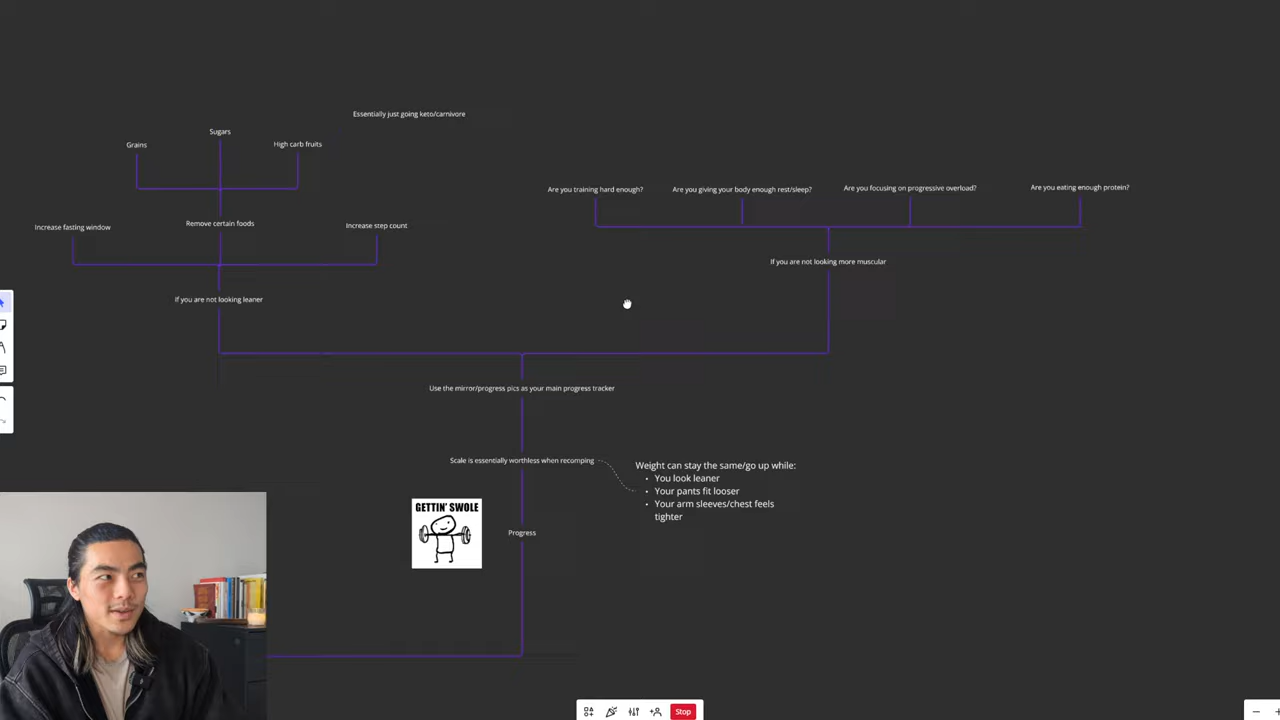 Essentially just going keto/carnivore
Sugars
Grains
High carb fruits
Are you training hard enough?
Are you giving your body enough rest/sleep?
Are you focusing on progressive overload?
Are you eating enough protein?
Increase fasting window
Remove certain foods
Increase step count
If you are not looking more muscular
If you are not looking leaner
Use the mirror/progress pics as your main progress tracker
Scale is essentially worthless when recomping
Weight can stay the same/go up while:
• You look leaner
• Your pants fit looser
• Your arm sleeves/chest feels
tighter
GETTIN' SWOLE
Progress
Stop